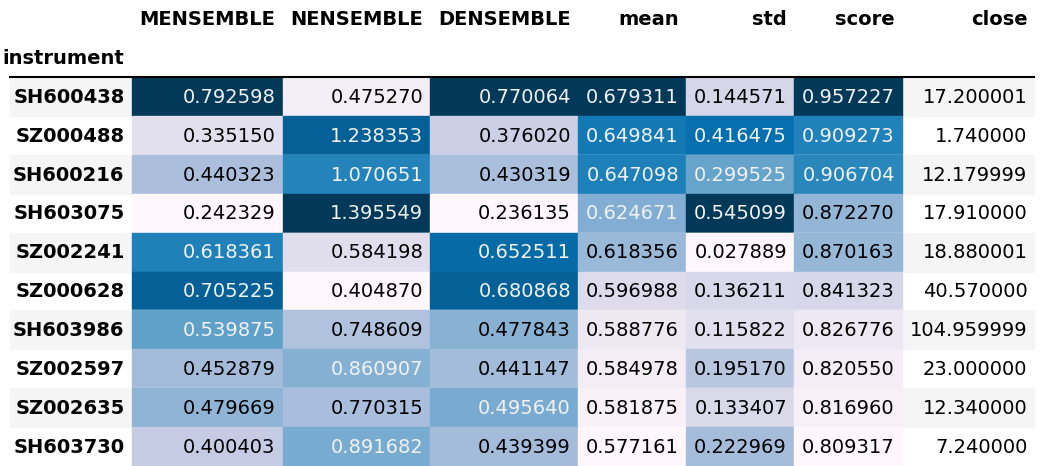 MENSEMBLE NENSEMBLE DENSEMBLE mean std score close
instrument
SH600438 0.792598 0.475270 0.770064 0.679311 0.144571 0.957227 17.200001
SZ000488 0.335150 1.238353 0.376020 0.649841 0.416475 0.909273 1.740000
SH600216 0.440323 1.070651 0.430319 0.647098 0.299525 0.906704 12.179999
SH603075 0.242329 1.395549 0.236135 0.624671 0.545099 0.872270 17.910000
SZ002241 0.618361 0.584198 0.652511 0.618356 0.027889 0.870163 18.880001
SZ000628 0.705225 0.404870 0.680868 0.596988 0.136211 0.841323 40.570000
SH603986 0.539875 0.748609 0.477843 0.588776 0.115822 0.826776 104.959999
SZ002597 0.452879 0.860907 0.441147 0.584978 0.195170 0.820550 23.000000
SZ002635 0.479669 0.770315 0.495640 0.581875 0.133407 0.816960 12.340000
SH603730 0.400403 0.891682 0.439399 0.577161 0.222969 0.809317 7.240000